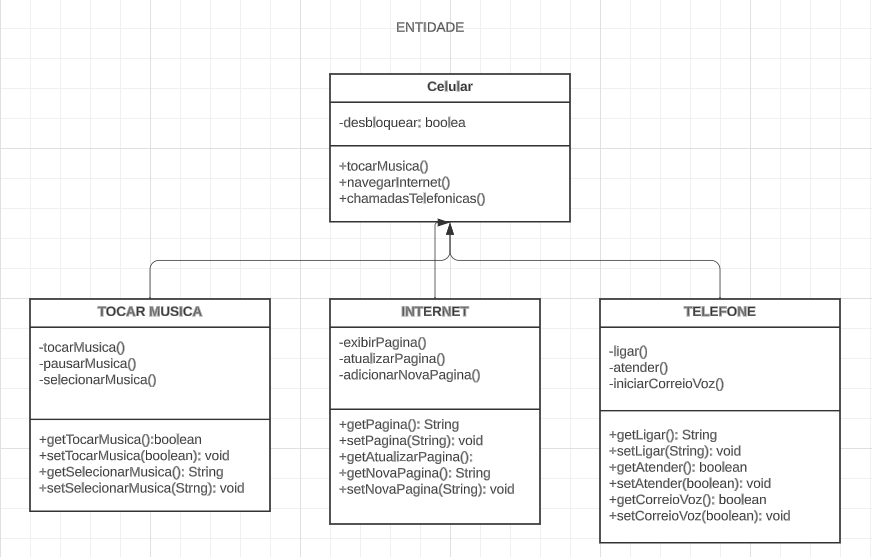 ENTIDADE
Celular
-desbloquear: boolea
+tocarMusica()
+navegarInternet()
+chamadasTelefonicas()
TOCAR MUSICA
-tocarMusica()
-pausarMusica()
-selecionarMusica()
+getTocarMusica():boolean
+setTocarMusica(boolean): void
+getSelecionarMusica(): String
+setSelecionarMusica(Strng): void
INTERNET
-exibirPagina()
-atualizarPagina()
-adicionarNovaPagina()
+getPagina(): String
+setPagina(String): void
+getAtualizarPagina():
+getNovaPagina(): String
+setNovaPagina(String): void
TELEFONE
-ligar()
-atender()
-iniciarCorreioVoz()
+getLigar(): String
+setLigar(String): void
+getAtender(): boolean
+setAtender(boolean): void
+getCorreioVoz(): boolean
+setCorreioVoz(boolean): void